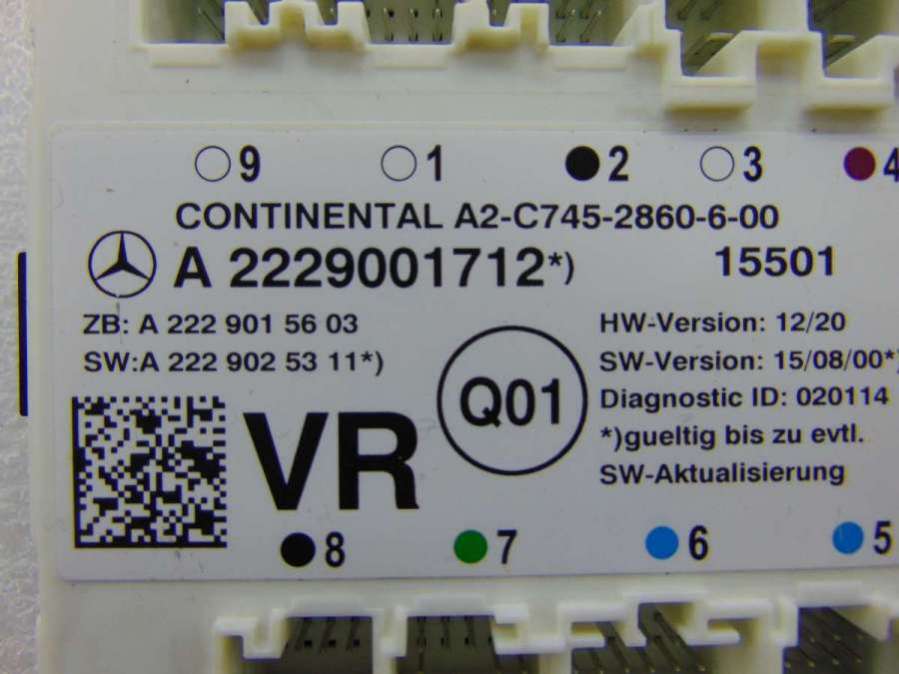 9 1 2 3 4
CONTINENTAL A2-C745-2860-6-00
A 2229001712*) 15501
ZB: A 222 901 56 03
HW-Version: 12/20
SW:A 222 902 53 11*)
SW-Version: 15/08/00*)
Q01
Diagnostic ID: 020114
VR
*)gueltig bis zu evtl.
SW-Aktualisierung
8 7 6 5